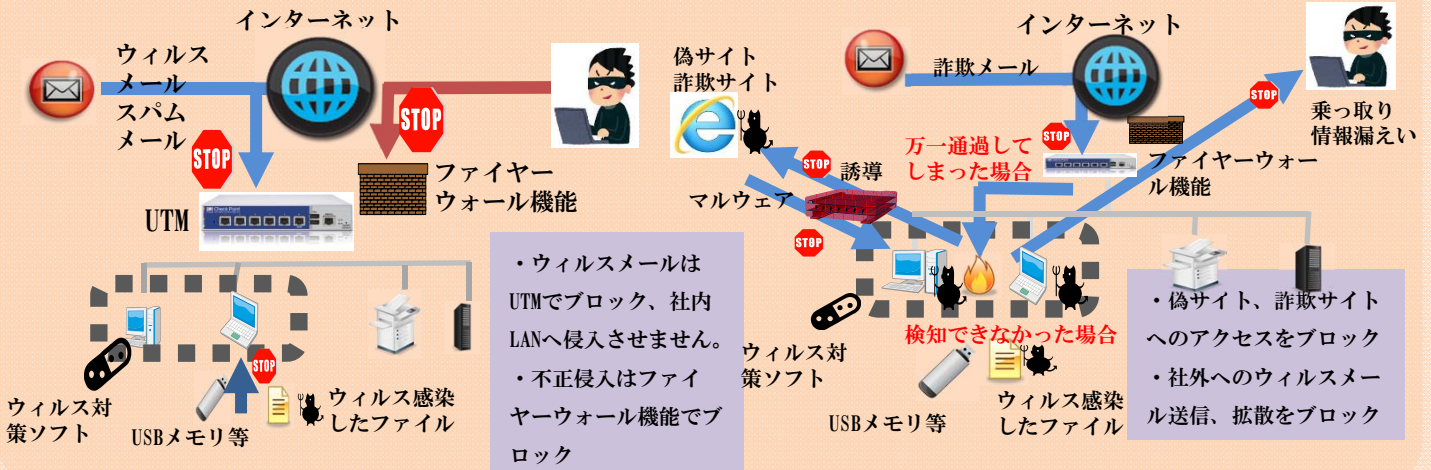 インターネット
ウィルス
メール
スパム
メール
STOP
STOP
ファイヤー
ウォール機能
UTM
Check Point
・ウィルスメールは
UTMでブロック、社内
LANへ侵入させません。
・不正侵入はファイ
ヤーウォール機能でブ
ロック
STOP
ウィルス対
策ソフト
USBメモリ等
ウィルス感染
したファイル
インターネット
詐欺メール
偽サイト
詐欺サイト
STOP
乗っ取り
情報漏えい
STOP
万一通過して
しまった場合
ファイヤーウォー
ル機能
STOP
誘導
マルウェア
STOP
検知できなかった場合
ウィルス対
策ソフト
USBメモリ等
ウィルス感染
したファイル
・偽サイト、詐欺サイト
へのアクセスをブロック
・社外へのウィルスメー
ル送信、拡散をブロック